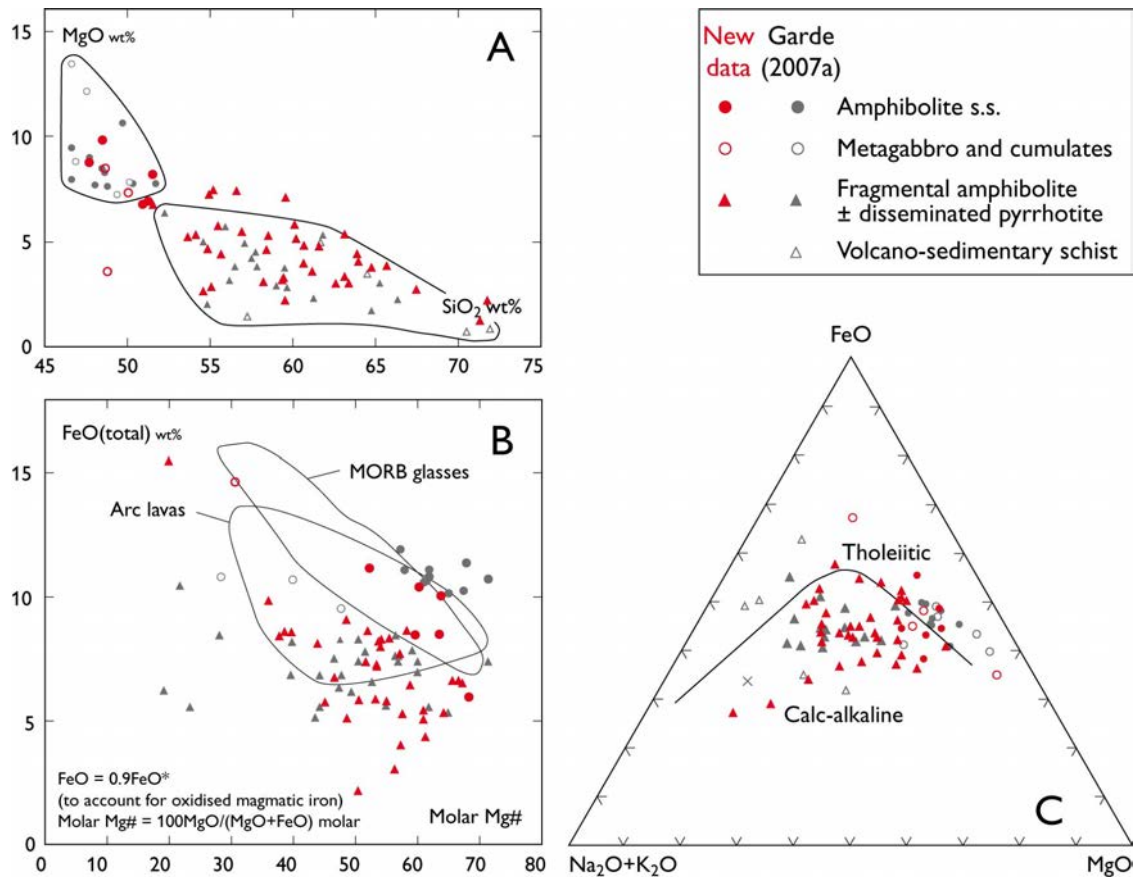 15
MgO wt%
A
10
5
SiO2 wt%
0
45 50 55 60 65 70 75
New Garde
data (2007a)
Amphibolite s.s.
Metagabbro and cumulates
Fragmental amphibolite
± disseminated pyrrhotite
Volcano-sedimentary schist
FeO(total) wt%
B
15
MORB glasses
Arc lavas
10
5
FeO = 0.9FeO*
(to account for oxidised magmatic iron)
Molar Mg# = 100MgO/(MgO+FeO) molar
Molar Mg#
0
0 10 20 30 40 50 60 70 80
FeO
Tholeiitic
Calc-alkaline
C
Na2O+K2O
MgO